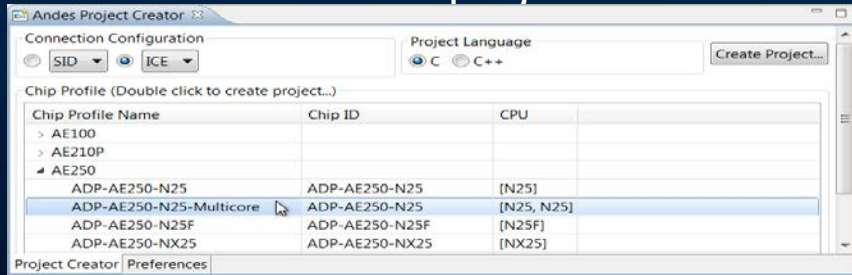 Andes Project Creator
Connection Configuration
SID ICE
Project Language
C C++
Create Project...
Chip Profile (Double click to create project...)
Chip Profile Name Chip ID CPU
AE100
AE210P
AE250
ADP-AE250-N25 ADP-AE250-N25 [N25]
ADP-AE250-N25-Multicore ADP-AE250-N25 [N25, N25]
ADP-AE250-N25F ADP-AE250-N25F [N25F]
ADP-AE250-NX25 ADP-AE250-NX25 [NX25]
Project Creator Preferences